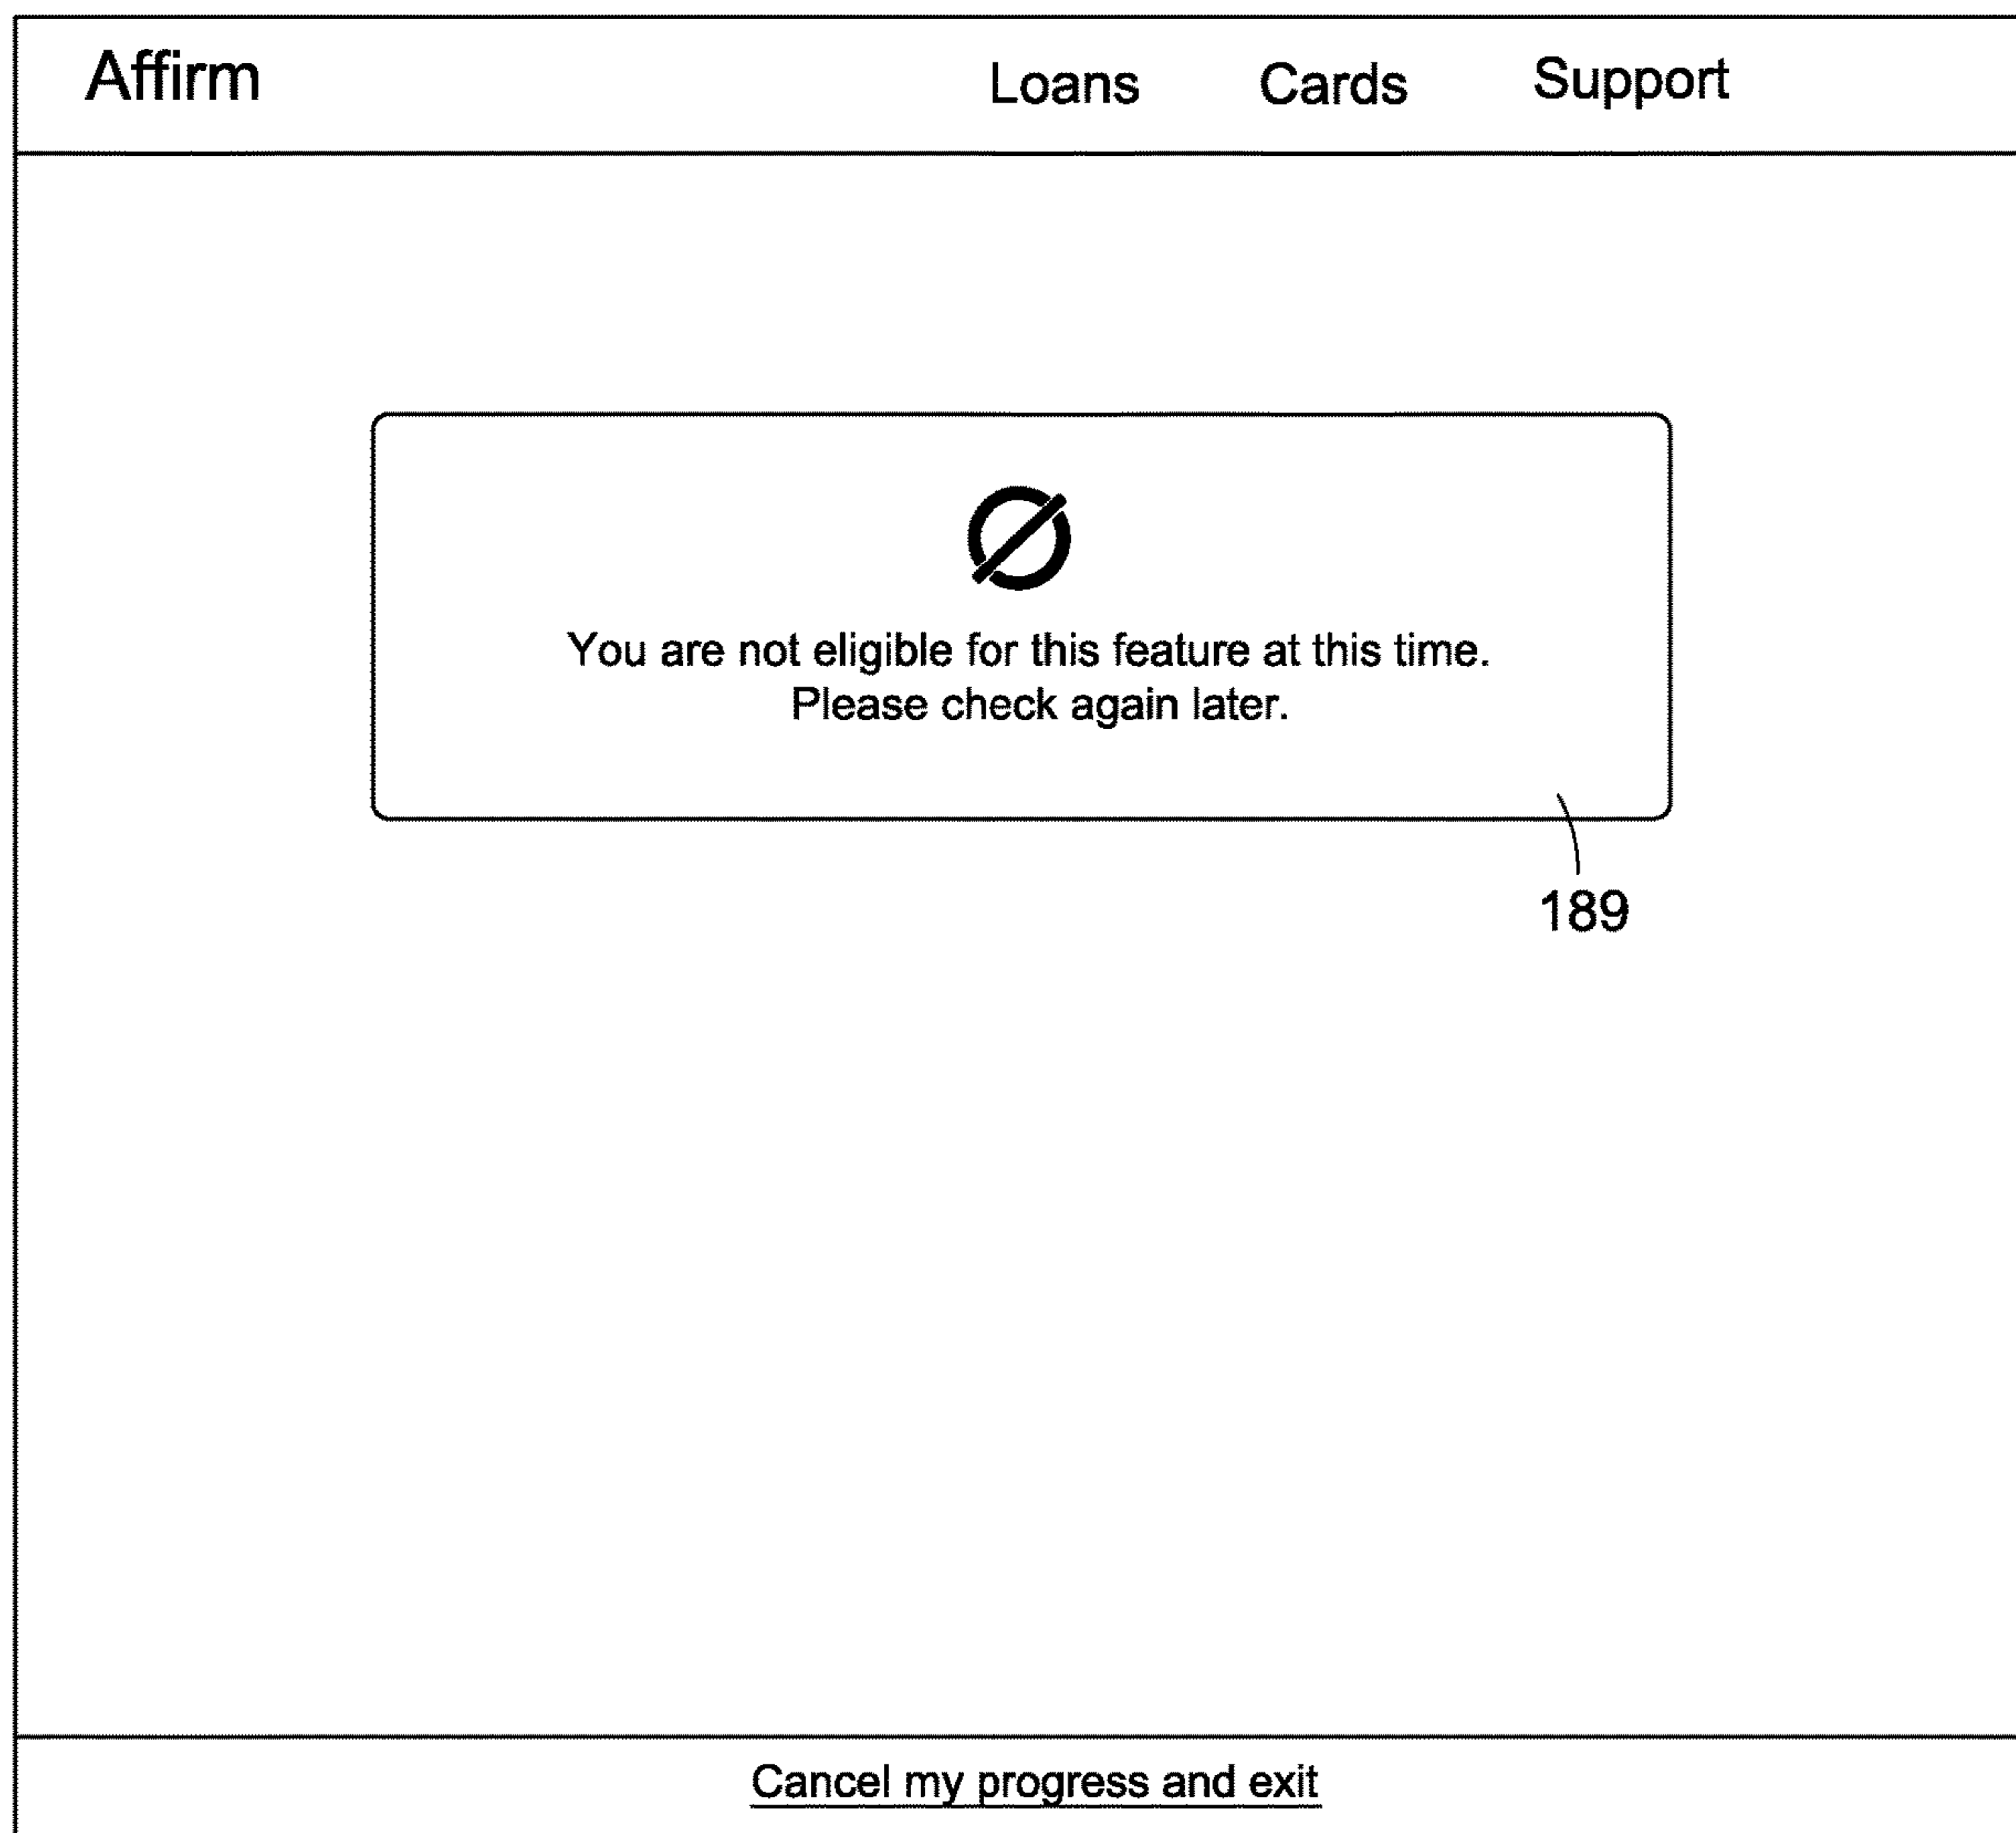 Affirm Loans Cards Support
You are not eligible for this feature at this time.
Please check again later.
189
Cancel my progress and exit